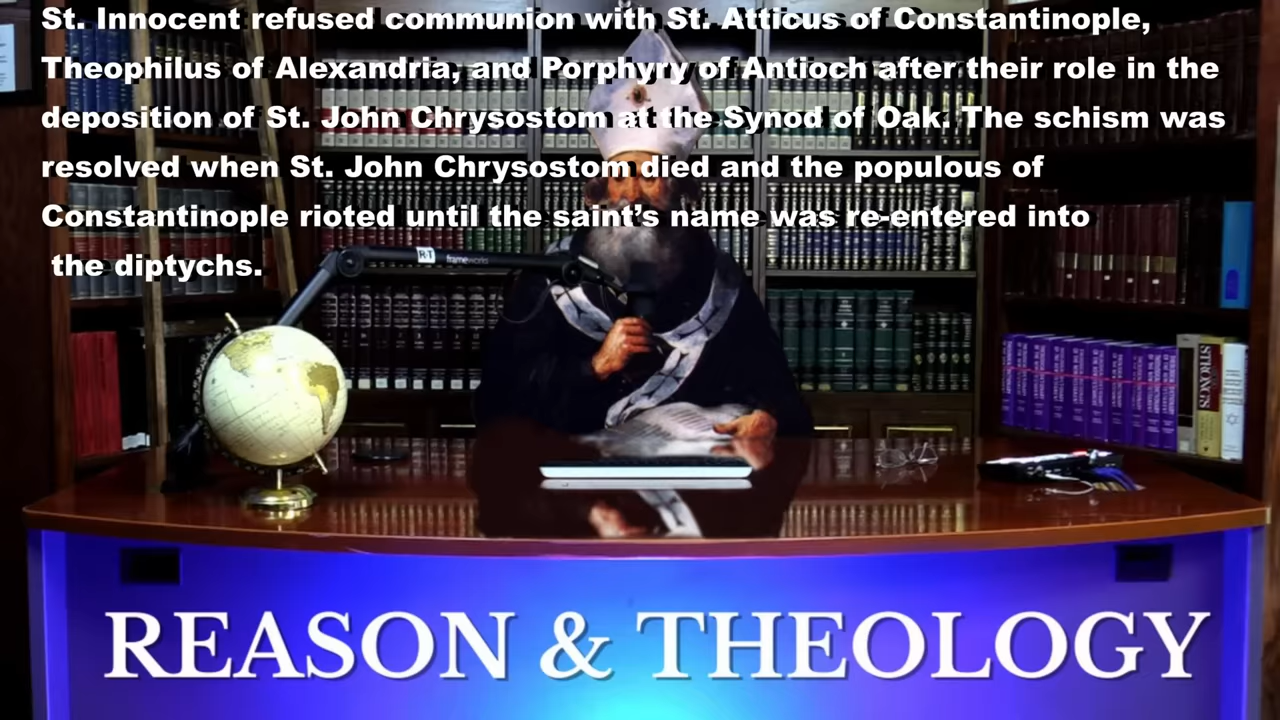 St. Innocent refused communion with St. Atticus of Constantinople,
Theophilus of Alexandria, and Porphyry of Antioch after their role in the
deposition of St. John Chrysostom at the Synod of Oak. The schism was
resolved when St. John Chrysostom died and the populous of
Constantinople rioted until the saint’s name was re-entered into
the diptychs.
R&T frameworks
STRONG'S
REASON & THEOLOGY